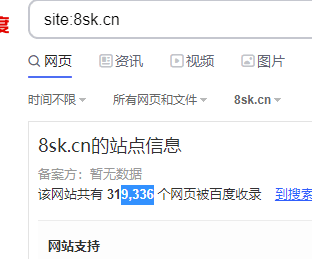 度
site:8sk.cn
网页 资讯 视频 图片
时间不限 所有网页和文件 8sk.cn
8sk.cn的站点信息
备案方：暂无数据
该网站共有 319,336 个网页被百度收录 到搜索
网站支持